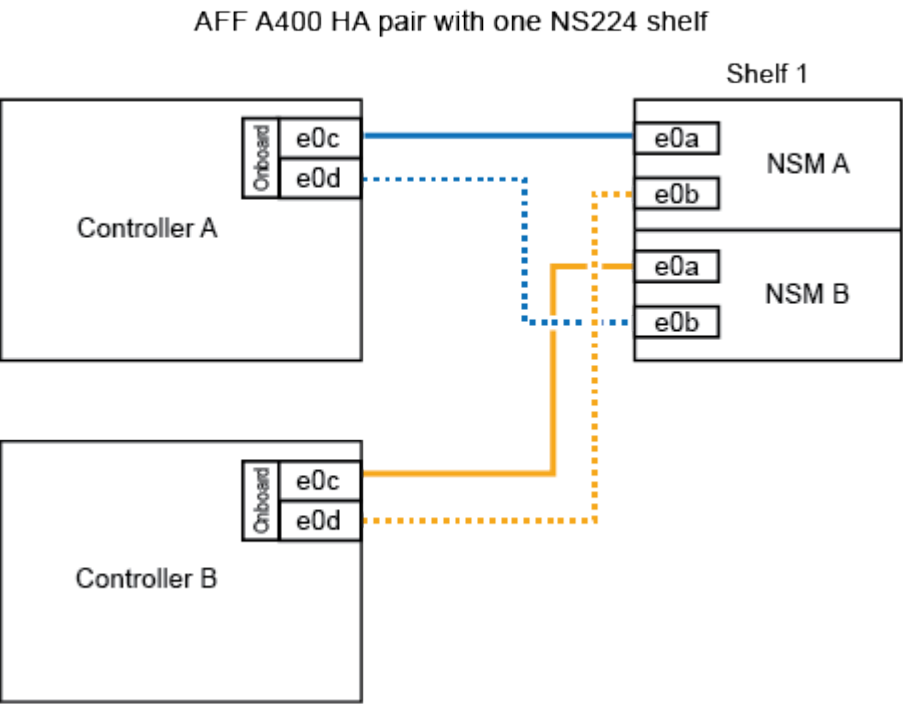 AFF A400 HA pair with one NS224 shelf
Shelf 1
Onboard
e0c
e0d
Controller A
e0a
NSM A
e0b
e0a
NSM B
e0b
Onboard
e0c
e0d
Controller B